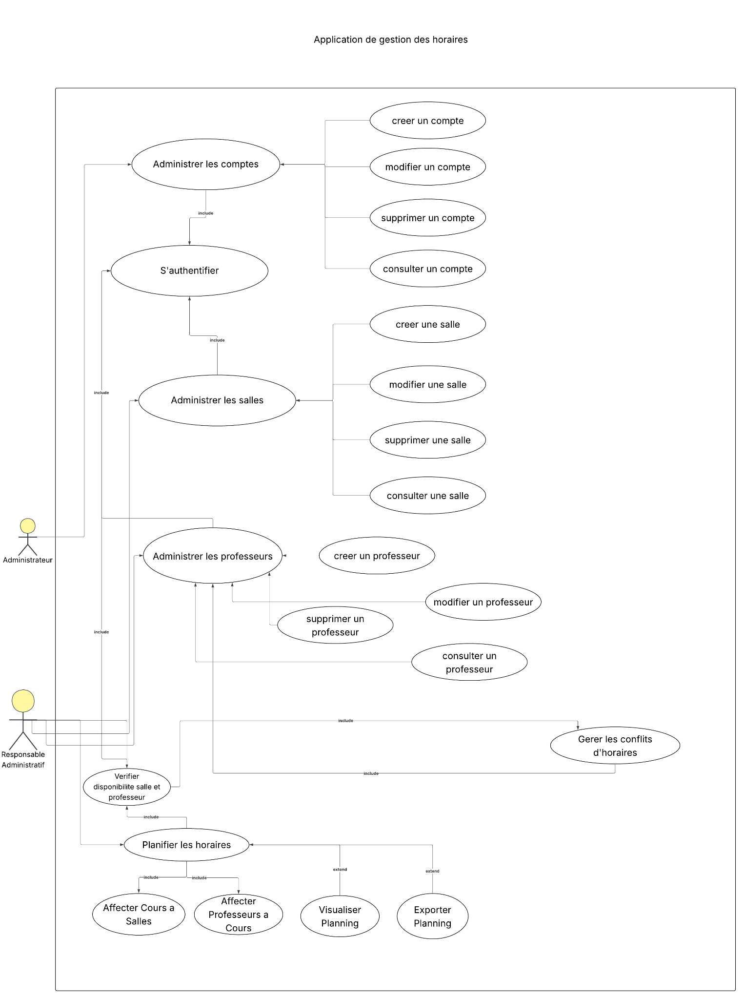 Application de gestion des horaires
creer un compte
Administrer les comptes
modifier un compte
include
supprimer un compte
S'authentifier
consulter un compte
creer une salle
include
modifier une salle
include
Administrer les salles
supprimer une salle
consulter une salle
Administrateur
Administrer les professeurs
creer un professeur
modifier un professeur
supprimer un
professeur
include
consulter un
professeur
include
Gerer les conflits
d'horaires
Responsable
Administratif
include
Verifier
disponibilite salle et
professeur
include
Planifier les horaires
extend
extend
include
include
Affecter Cours a
Salles
Affecter
Professeurs a
Cours
Visualiser
Planning
Exporter
Planning